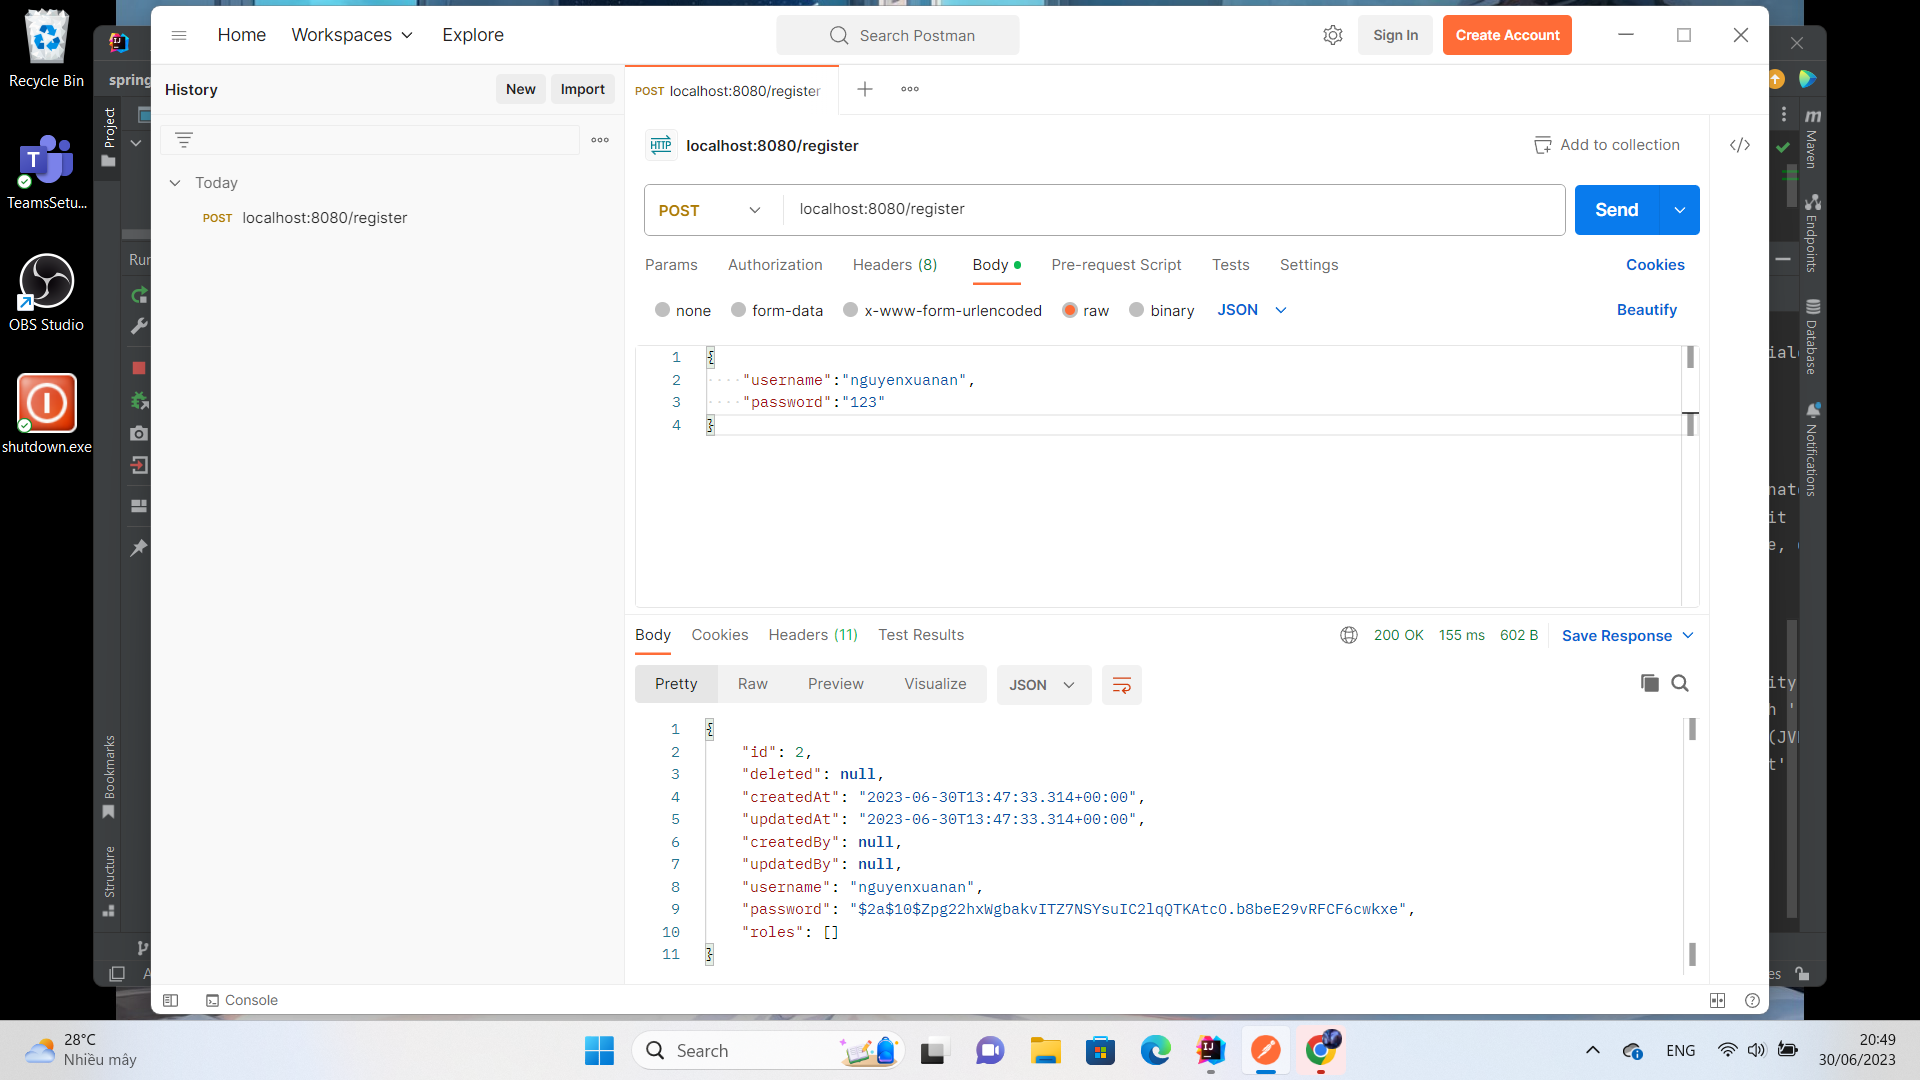 Recycle Bin
TeamsSetu...
OBS Studio
shutdown.exe
spring
Project
Run
Bookmarks
Structure
Home
Workspaces
Explore
Search Postman
Sign In
Create Account
History
New
Import
Today
POST localhost:8080/register
POST localhost:8080/register
HTTP
localhost:8080/register
Add to collection
</>
POST
localhost:8080/register
Send
Params
Authorization
Headers (8)
Body
Pre-request Script
Tests
Settings
Cookies
none
form-data
x-www-form-urlencoded
raw
binary
JSON
Beautify
1 {
2 "username":"nguyenxuanan",
3 "password":"123"
4 }
Body
Cookies
Headers (11)
Test Results
200 OK
155 ms
602 B
Save Response
Pretty
Raw
Preview
Visualize
JSON
1 {
2 "id": 2,
3 "deleted": null,
4 "createdAt": "2023-06-30T13:47:33.314+00:00",
5 "updatedAt": "2023-06-30T13:47:33.314+00:00",
6 "createdBy": null,
7 "updatedBy": null,
8 "username": "nguyenxuanan",
9 "password": "$2a$10$Zpg22hxWgbakvITZ7NSYsuIC2lqQTKAtcO.b8beE29vRFCF6cwkxe",
10 "roles": []
11 }
Console
m
Maven
Endpoints
Database
Notifications
28°C
Nhiều mây
Search
ENG
20:49
30/06/2023